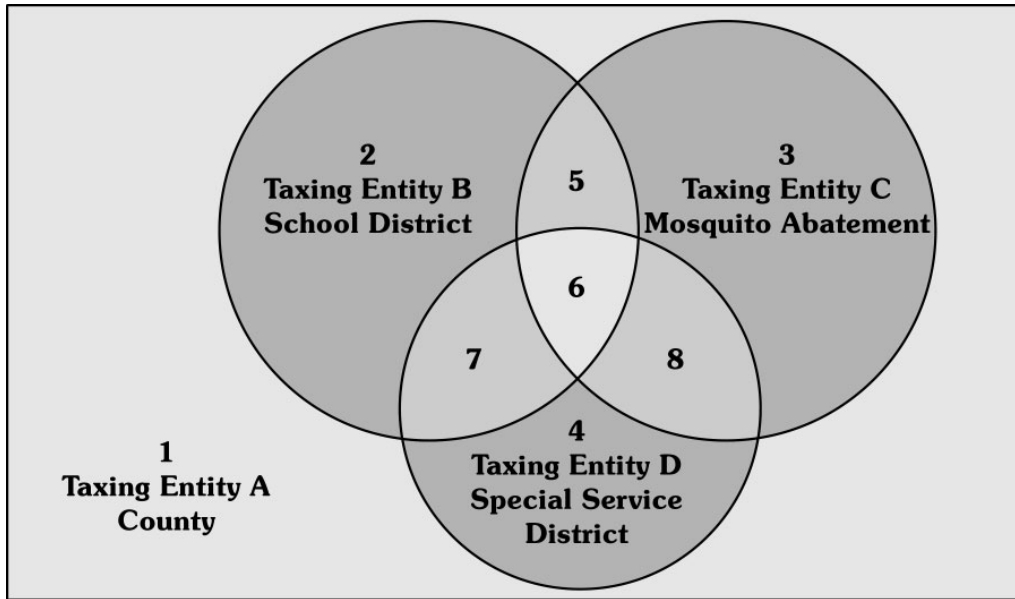 2
Taxing Entity B
School District
3
Taxing Entity C
Mosquito Abatement
5
6
7
8
4
Taxing Entity D
Special Service
District
1
Taxing Entity A
County